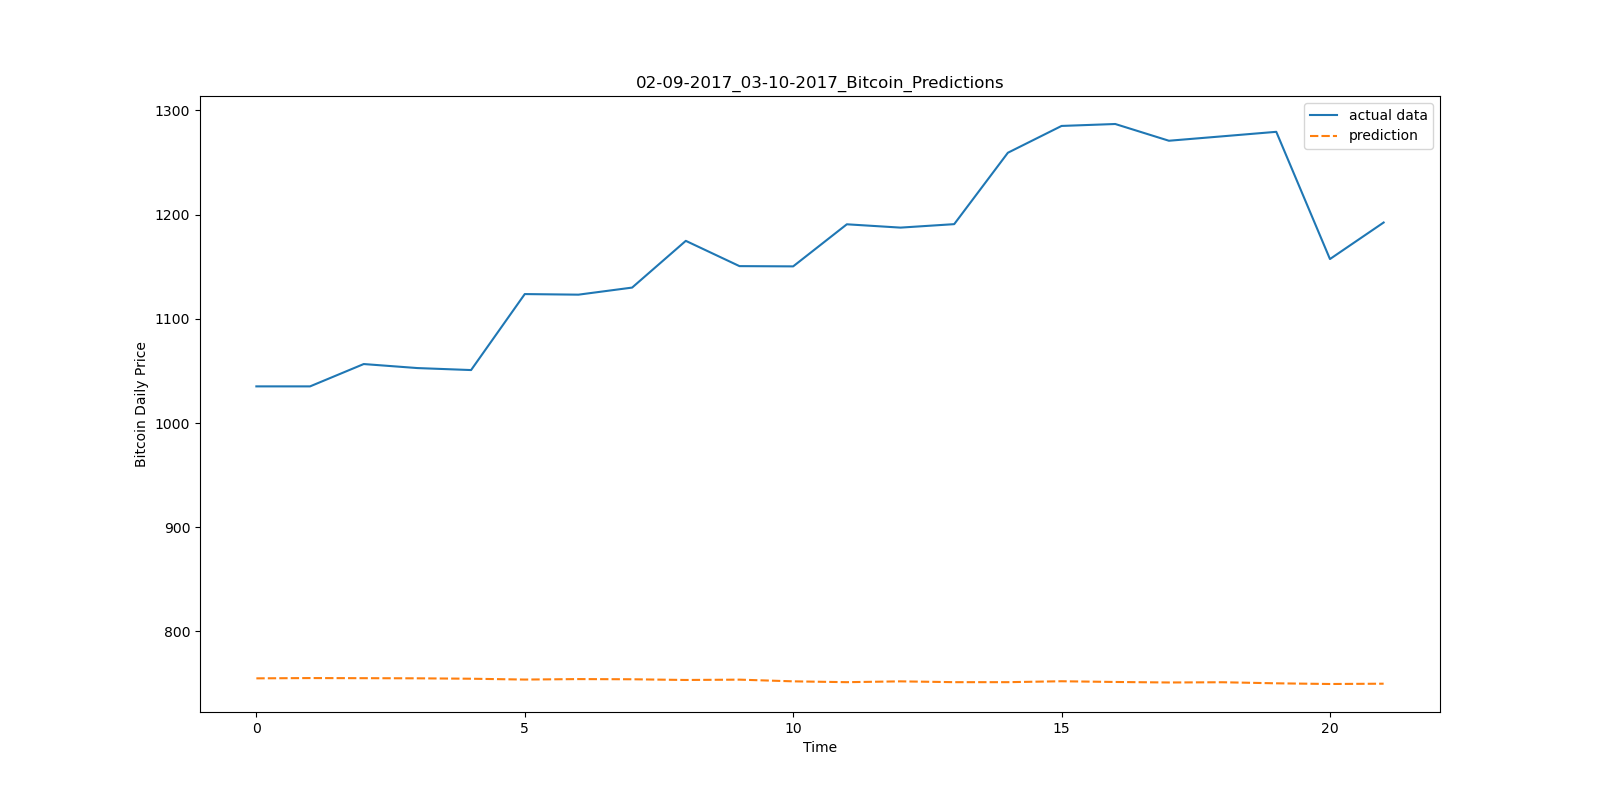 02-09-2017_03-10-2017_Bitcoin_Predictions
1300
1200
1100
1000
900
800
Bitcoin Daily Price
actual data
prediction
0
5
10
15
20
Time